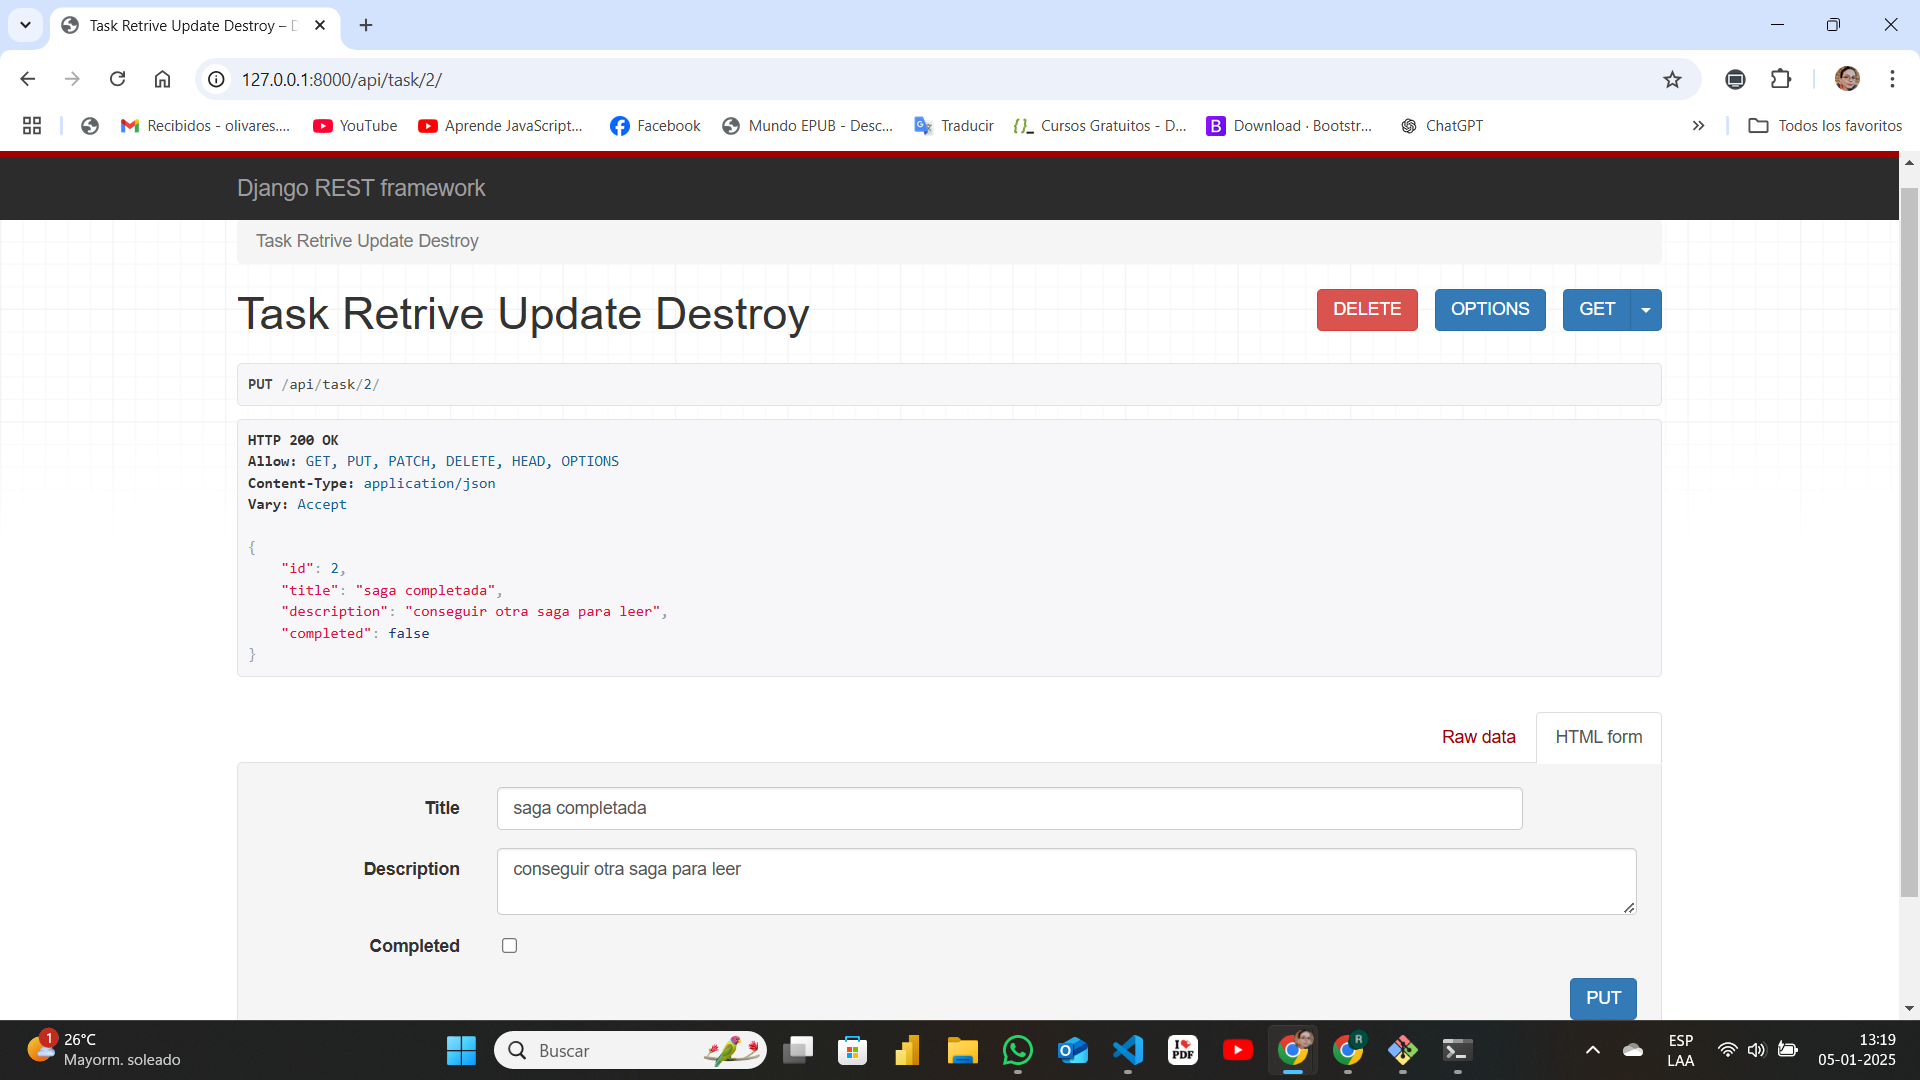 Task Retrive Update Destroy – D
127.0.0.1:8000/api/task/2/
Recibidos - olivares....
YouTube
Aprende JavaScript...
Facebook
Mundo EPUB - Desc...
Traducir
Cursos Gratuitos - D...
B
Download · Bootstr...
ChatGPT
Todos los favoritos
Django REST framework
Task Retrive Update Destroy
Task Retrive Update Destroy
DELETE
OPTIONS
GET
PUT /api/task/2/
HTTP 200 OK
Allow: GET, PUT, PATCH, DELETE, HEAD, OPTIONS
Content-Type: application/json
Vary: Accept
{
"id": 2,
"title": "saga completada",
"description": "conseguir otra saga para leer",
"completed": false
}
Raw data
HTML form
Title
saga completada
Description
conseguir otra saga para leer
Completed
PUT
1
26°C
Mayorm. soleado
Buscar
I PDF
R
ESP
LAA
13:19
05-01-2025